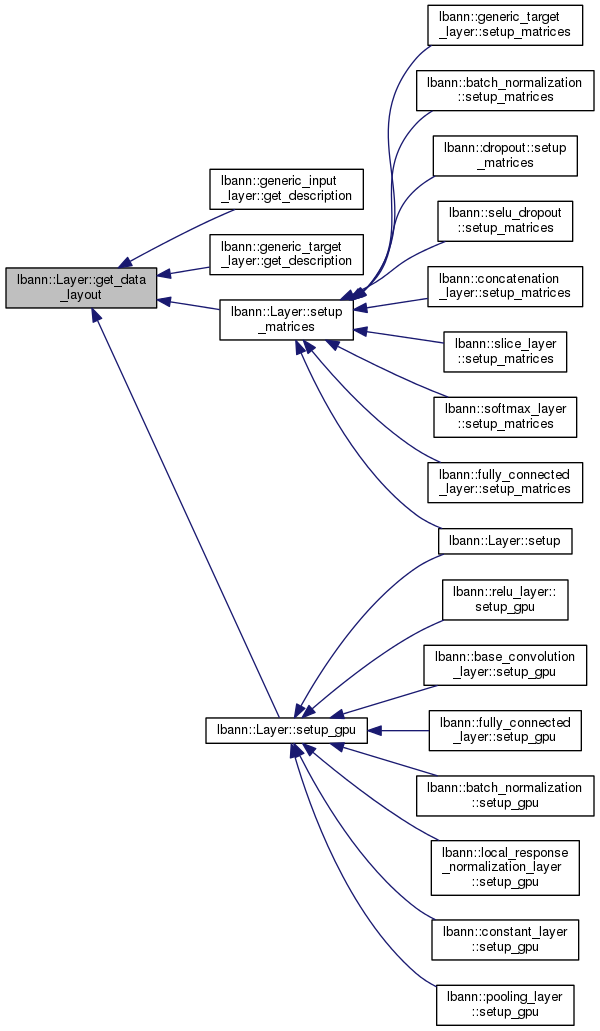 lbann::Layer::get_data
_layout
lbann::generic_input
_layer::get_description
lbann::generic_target
_layer::get_description
lbann::Layer::setup
_matrices
lbann::generic_target
_layer::setup_matrices
lbann::batch_normalization
::setup_matrices
lbann::dropout::setup
_matrices
lbann::selu_dropout
::setup_matrices
lbann::concatenation
_layer::setup_matrices
lbann::slice_layer
::setup_matrices
lbann::softmax_layer
::setup_matrices
lbann::fully_connected
_layer::setup_matrices
lbann::Layer::setup
lbann::Layer::setup_gpu
lbann::relu_layer::
setup_gpu
lbann::base_convolution
_layer::setup_gpu
lbann::fully_connected
_layer::setup_gpu
lbann::batch_normalization
::setup_gpu
lbann::local_response
_normalization_layer
::setup_gpu
lbann::constant_layer
::setup_gpu
lbann::pooling_layer
::setup_gpu